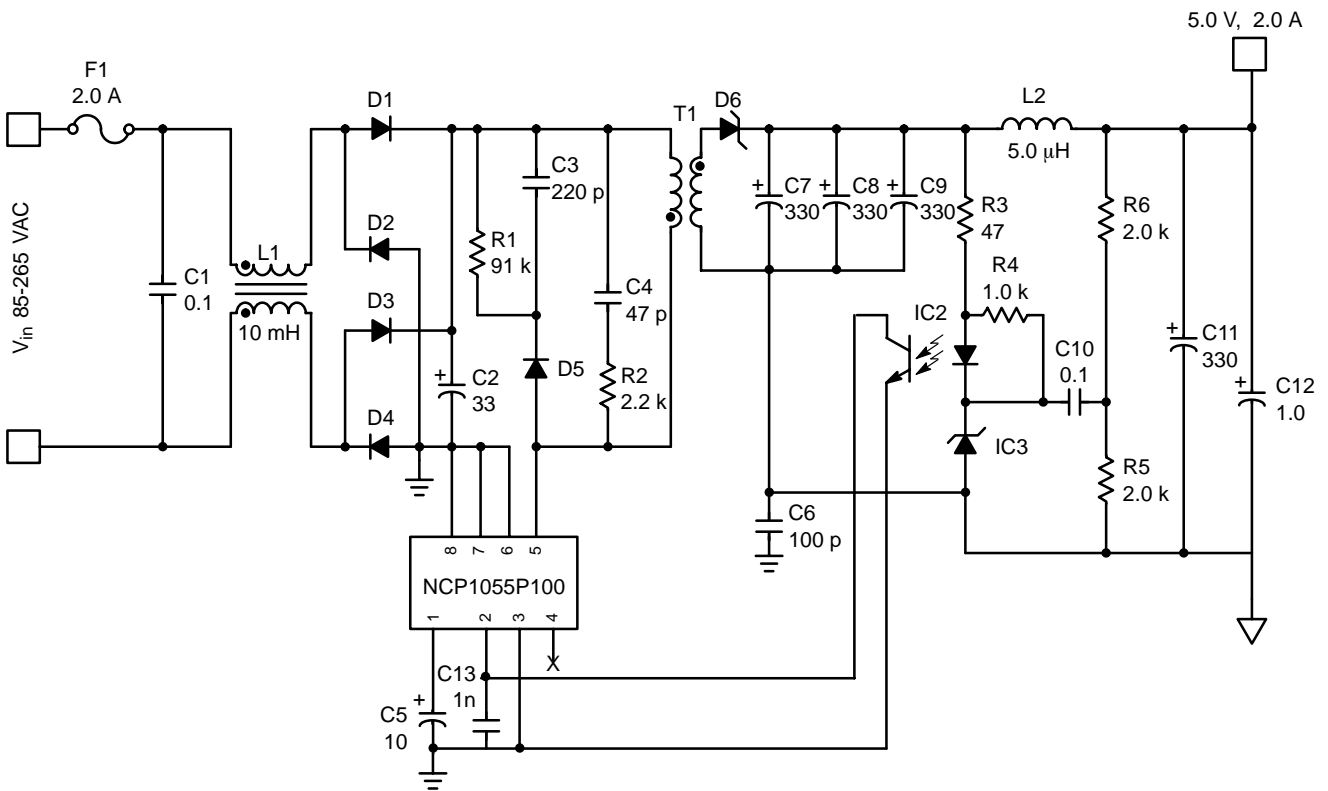 5.0 V, 2.0 A
F1
2.0 A
D1
T1
D6
L2
5.0 μH
C3
220 p
C7
330
C8
330
C9
330
R3
47
R6
2.0 k
D2
R1
91 k
Vin 85-265 VAC
C1
0.1
L1
10 mH
D3
C4
47 p
R4
1.0 k
IC2
C10
0.1
C11
330
C2
33
D5
R2
2.2 k
C12
1.0
D4
IC3
R5
2.0 k
C6
100 p
8 7 6 5
NCP1055P100
1 2 3 4
X
C13
1n
C5
10
+
+
+
+
+
+
+